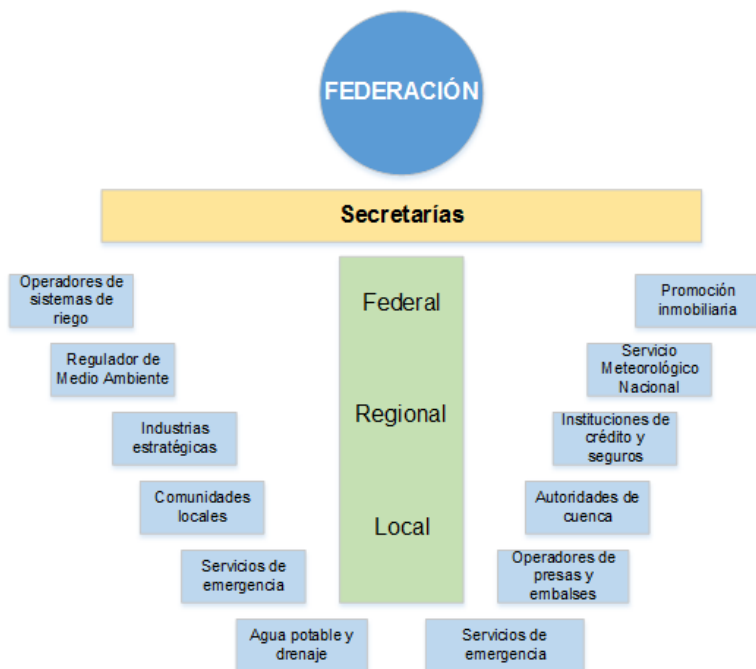 FEDERACIÓN
Secretarías
Federal
Regional
Local
Operadores de
sistemas de
riego
Regulador de
Medio Ambiente
Industrias
estratégicas
Comunidades
locales
Servicios de
emergencia
Agua potable y
drenaje
Promoción
inmobiliaria
Servicio
Meteorológico
Nacional
Instituciones de
crédito y
seguros
Autoridades de
cuenca
Operadores de
presas y
embalses
Servicios de
emergencia